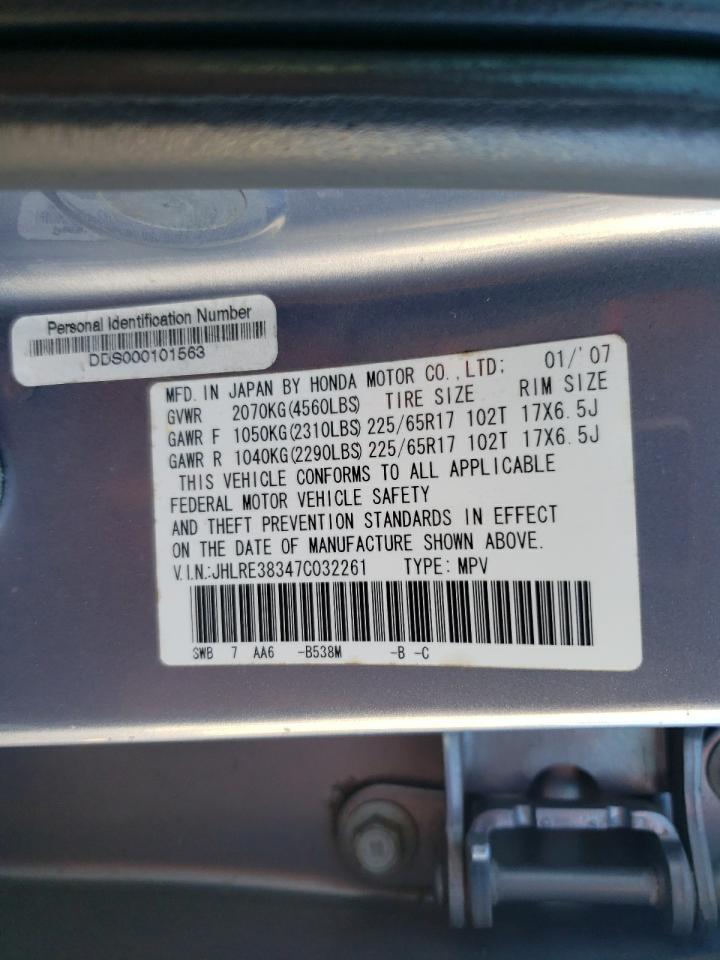 Personal Identification Number
DDS000101563
MFD. IN JAPAN BY HONDA MOTOR CO.,LTD; 01/'07
GVWR 2070KG(4560LBS) TIRE SIZE RIM SIZE
GAWR F 1050KG(2310LBS) 225/65R17 102T 17X6.5J
GAWR R 1040KG(2290LBS) 225/65R17 102T 17X6.5J
THIS VEHICLE CONFORMS TO ALL APPLICABLE
FEDERAL MOTOR VEHICLE SAFETY
AND THEFT PREVENTION STANDARDS IN EFFECT
ON THE DATE OF MANUFACTURE SHOWN ABOVE.
V.I.N.:JHLRE38347C032261 TYPE: MPV
SWB 7 AA6 -B538M -B -C